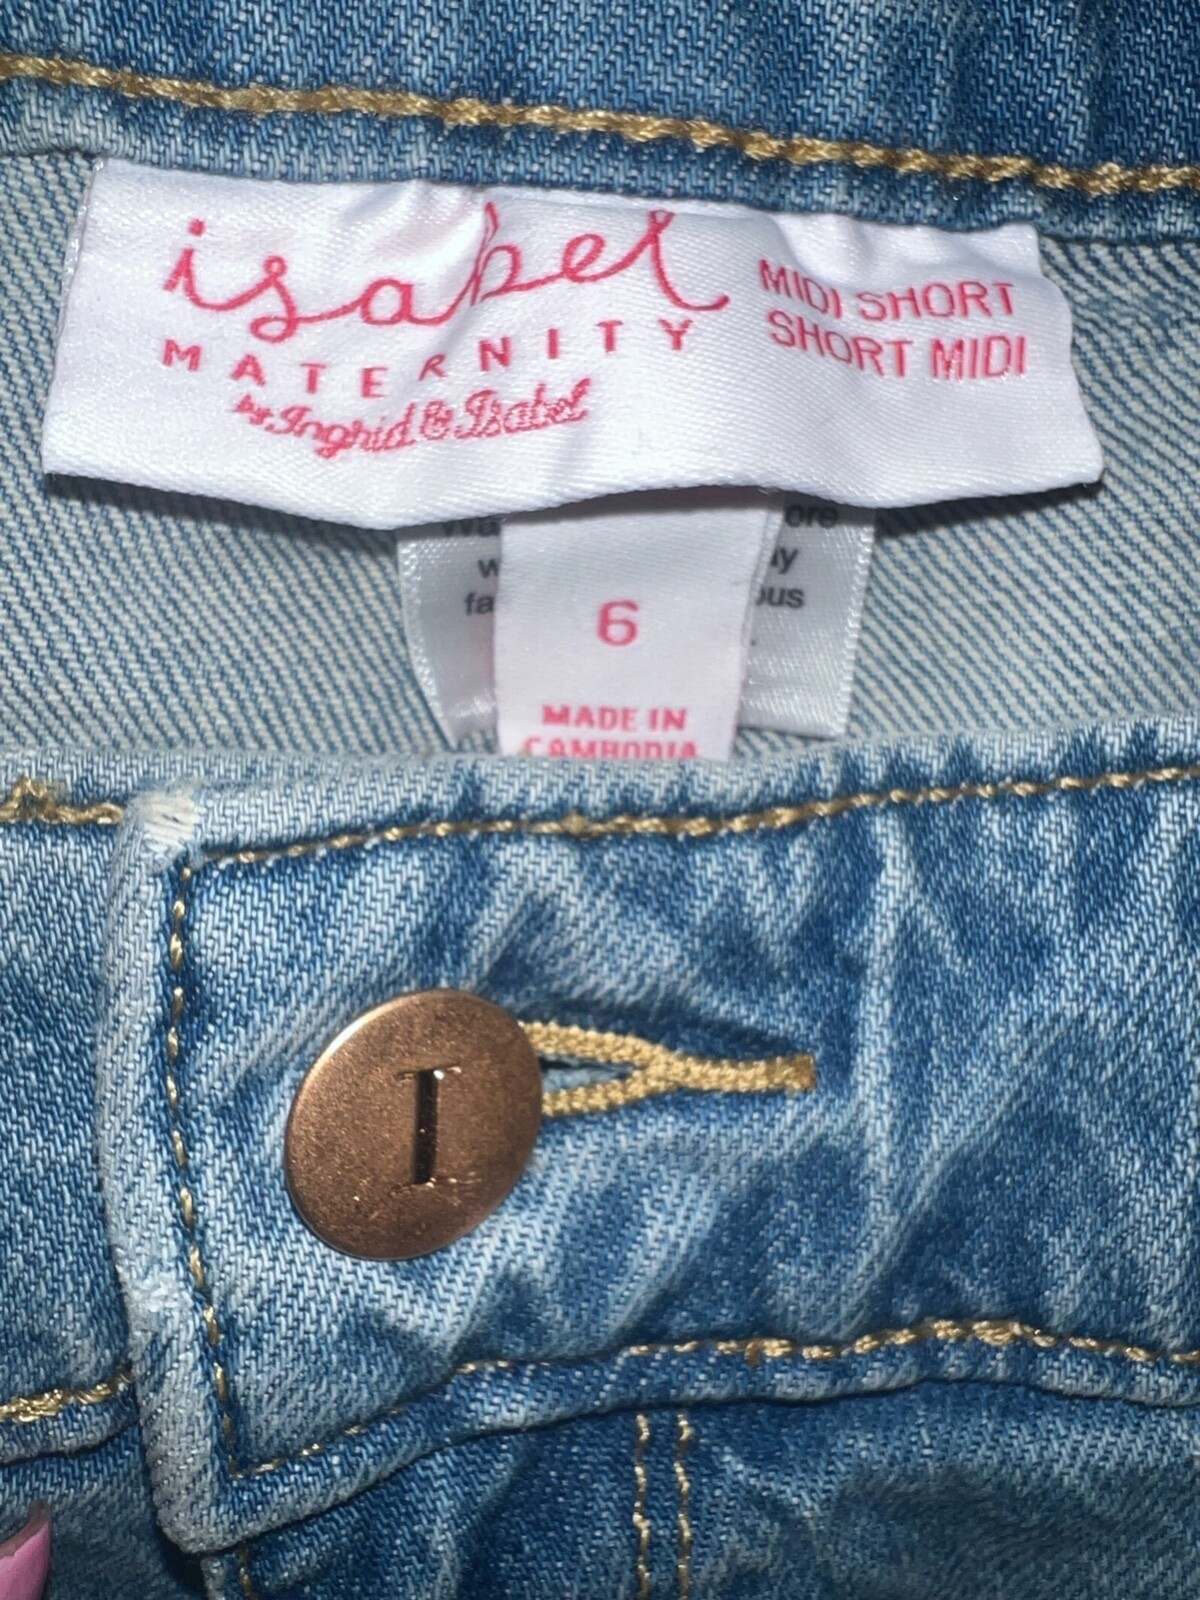 isabel
MATERNITY
by Ingrid & Isabel
MIDI SHORT
SHORT MIDI
6
MADE IN
CAMBODIA
I